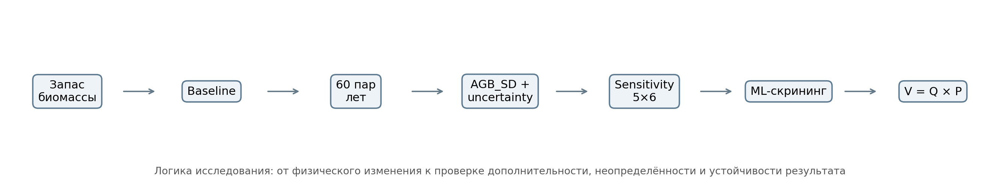 Запас
биомассы
Baseline
60 пар
лет
AGB_SD +
uncertainty
Sensitivity
5×6
ML-скрининг
V = Q × P
Логика исследования: от физического изменения к проверке дополнительности, неопределённости и устойчивости результата